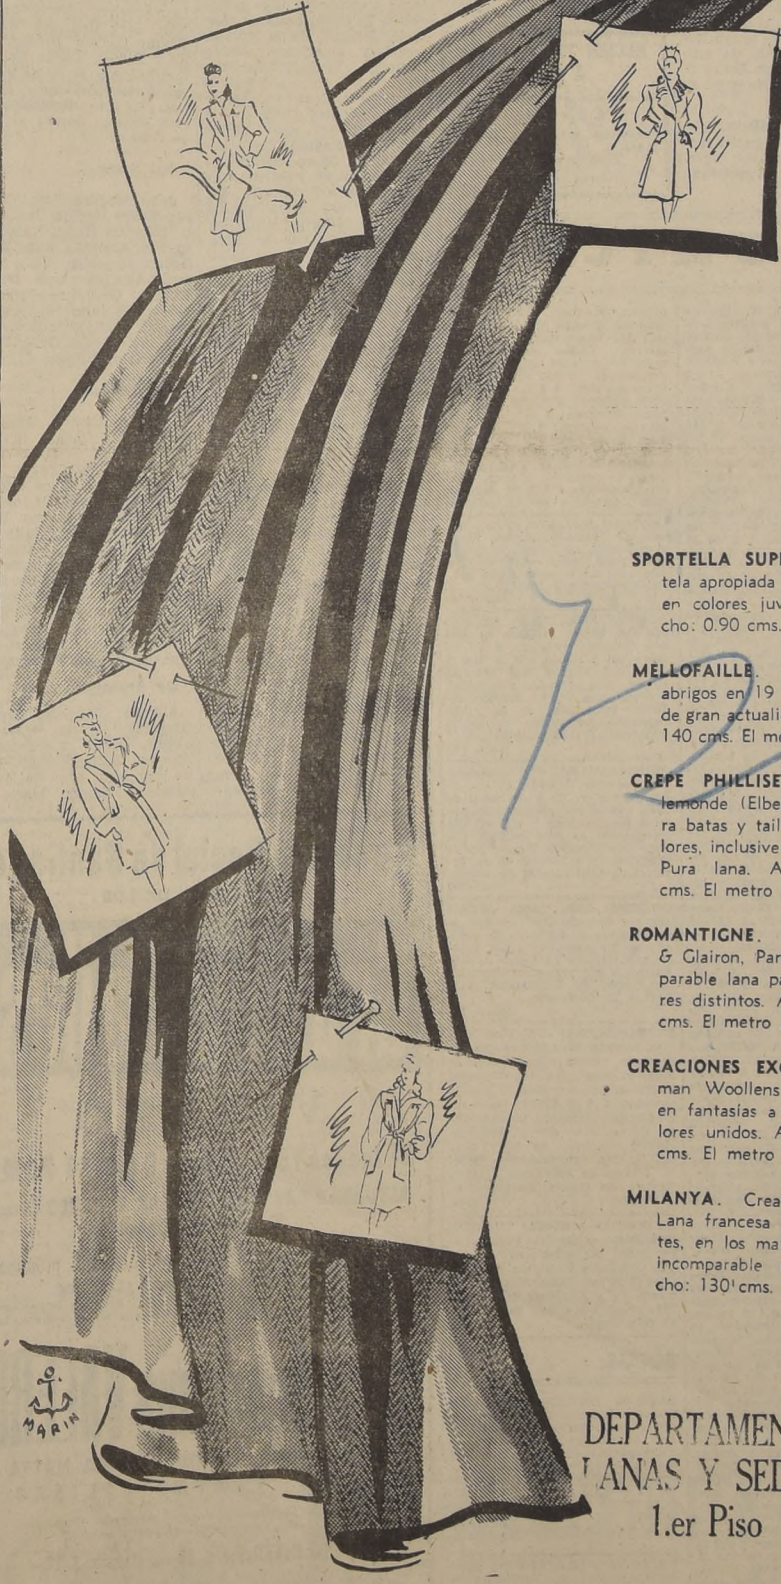 SPORTELLA SUP
tela apropiada
en colores juv
cho: 0.90 cms.
MELLOFAILLE.
abrigos en 19
de gran actuali
140 cms. El m
CREPE PHILLISE
lemonde (Elbe
ra batas y tail
lores, inclusive
Pura lana. A
cms. El metro
ROMANTIGNE.
& Glairon, Par
parable lana pa
res distintos. A
cms. El metro
CREACIONES EXC
man Woollens
en fantasías a
lores unidos. A
cms. El metro
MILANYA. Crea
Lana francesa
tes, en los ma
incomparable
cho: 130 cms.
MARIN
DEPARTAMEN
LANAS Y SED
1.er Piso